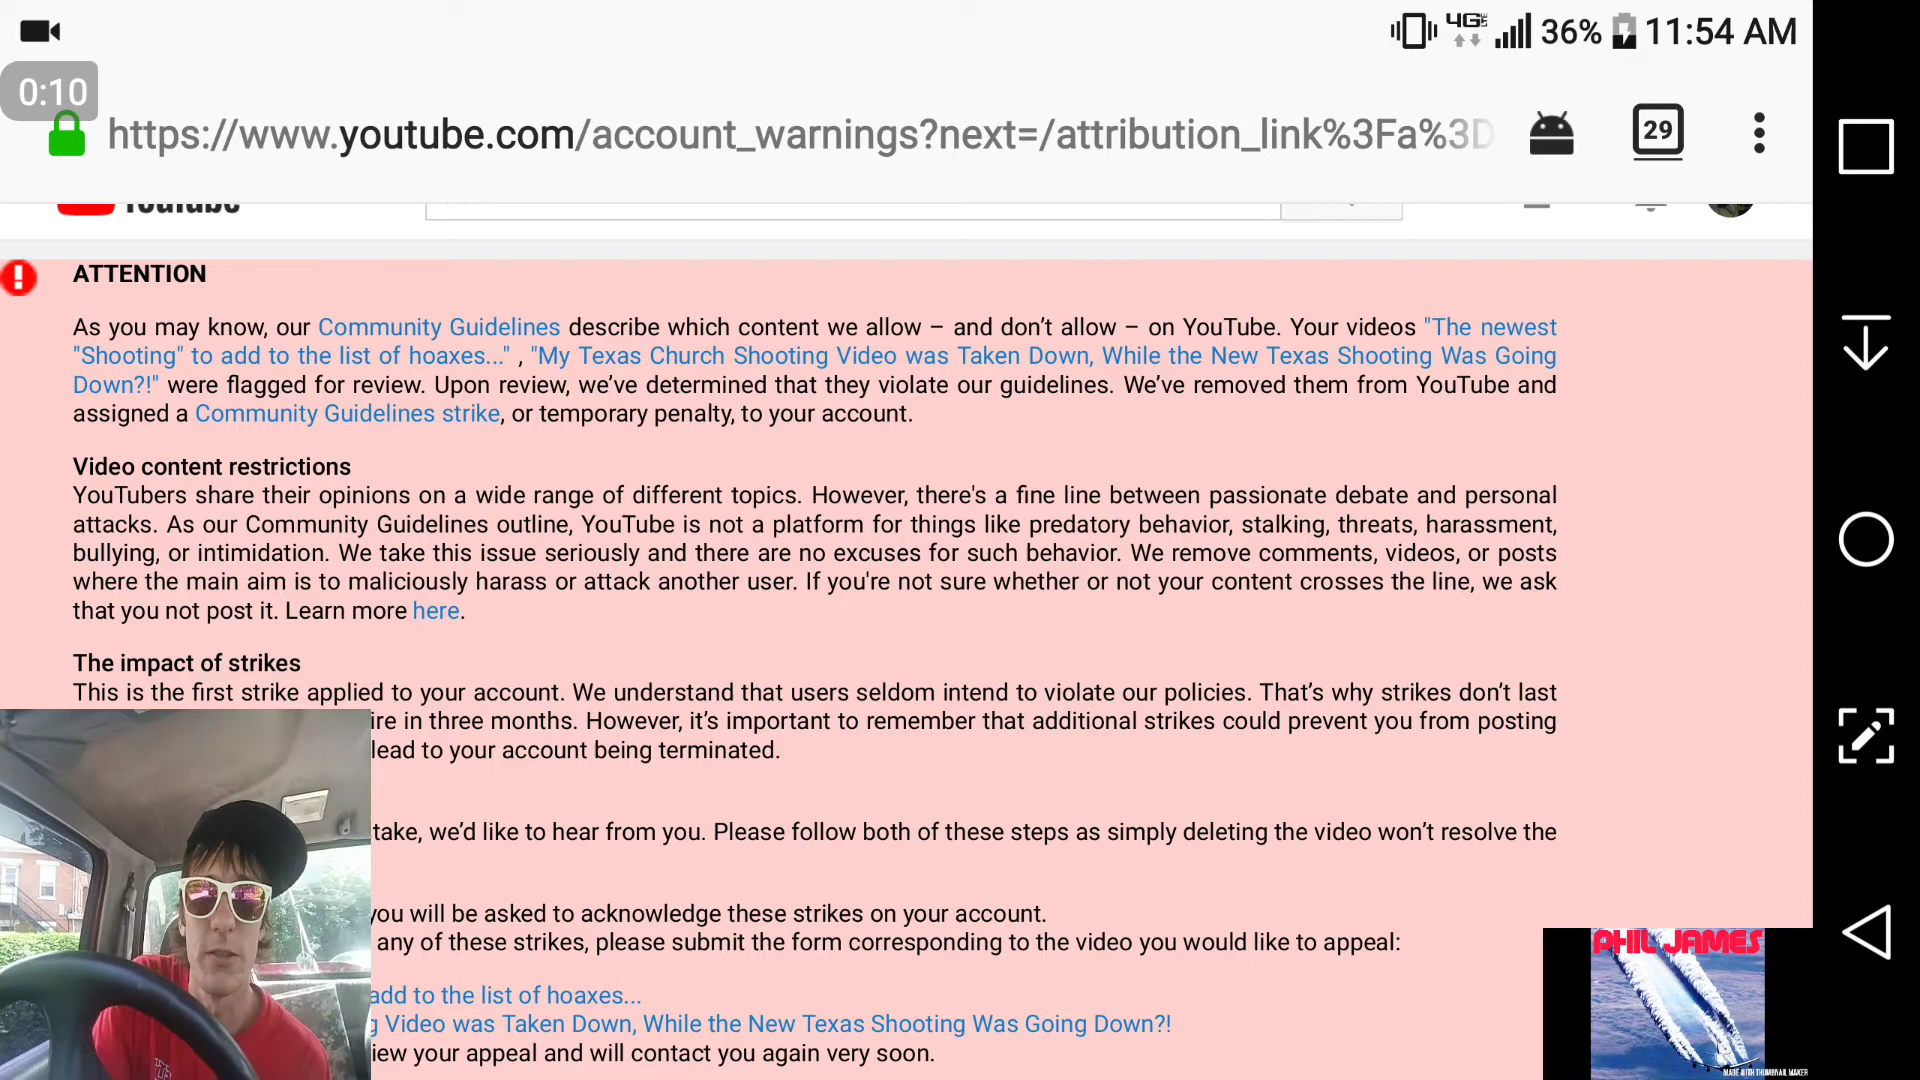 36% 11:54 AM
0:10
https://www.youtube.com/account_warnings?next=/attribution_link%3Fa%3D
29
YouTube
ATTENTION
As you may know, our Community Guidelines describe which content we allow – and don't allow – on YouTube. Your videos "The newest
"Shooting" to add to the list of hoaxes..." , "My Texas Church Shooting Video was Taken Down, While the New Texas Shooting Was Going
Down?!" were flagged for review. Upon review, we've determined that they violate our guidelines. We've removed them from YouTube and
assigned a Community Guidelines strike, or temporary penalty, to your account.
Video content restrictions
YouTubers share their opinions on a wide range of different topics. However, there's a fine line between passionate debate and personal
attacks. As our Community Guidelines outline, YouTube is not a platform for things like predatory behavior, stalking, threats, harassment,
bullying, or intimidation. We take this issue seriously and there are no excuses for such behavior. We remove comments, videos, or posts
where the main aim is to maliciously harass or attack another user. If you're not sure whether or not your content crosses the line, we ask
that you not post it. Learn more here.
The impact of strikes
This is the first strike applied to your account. We understand that users seldom intend to violate our policies. That's why strikes don't last
ire in three months. However, it's important to remember that additional strikes could prevent you from posting
lead to your account being terminated.
take, we'd like to hear from you. Please follow both of these steps as simply deleting the video won't resolve the
you will be asked to acknowledge these strikes on your account.
any of these strikes, please submit the form corresponding to the video you would like to appeal:
add to the list of hoaxes...
g Video was Taken Down, While the New Texas Shooting Was Going Down?!
iew your appeal and will contact you again very soon.
PHIL JAMES
MADE WITH THUMBNAIL MAKER